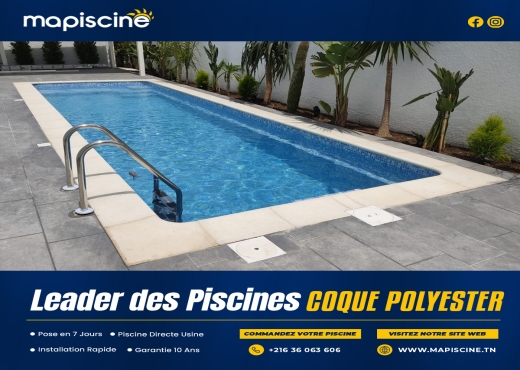 mapiscine
Leader des Piscines COQUE POLYESTER
• Pose en 7 Jours • Piscine Directe Usine
• Installation Rapide • Garantie 10 Ans
COMMANDEZ VOTRE PISCINE
+216 36 063 606
VISITEZ NOTRE SITE WEB
WWW.MAPISCINE.TN